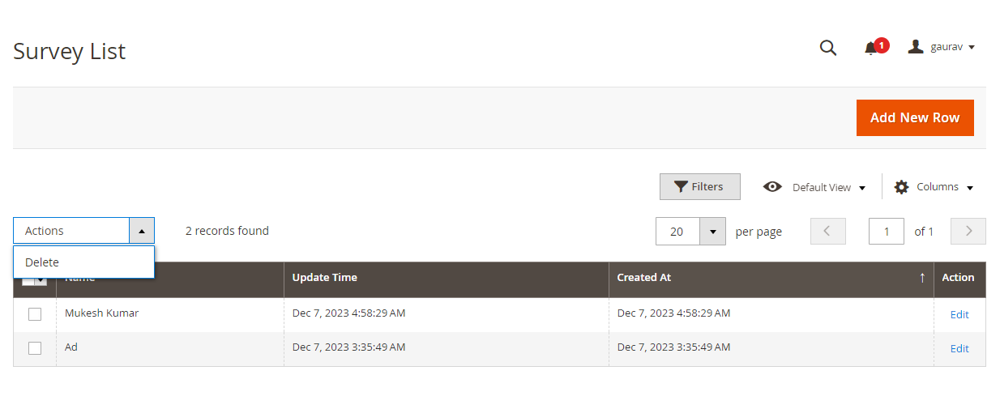 Survey List
1
gaurav
Add New Row
Filters
Default View
Columns
Actions
2 records found
20
per page
1
of 1
Delete
Name
Update Time
Created At
↑
Action
Mukesh Kumar
Dec 7, 2023 4:58:29 AM
Dec 7, 2023 4:58:29 AM
Edit
Ad
Dec 7, 2023 3:35:49 AM
Dec 7, 2023 3:35:49 AM
Edit